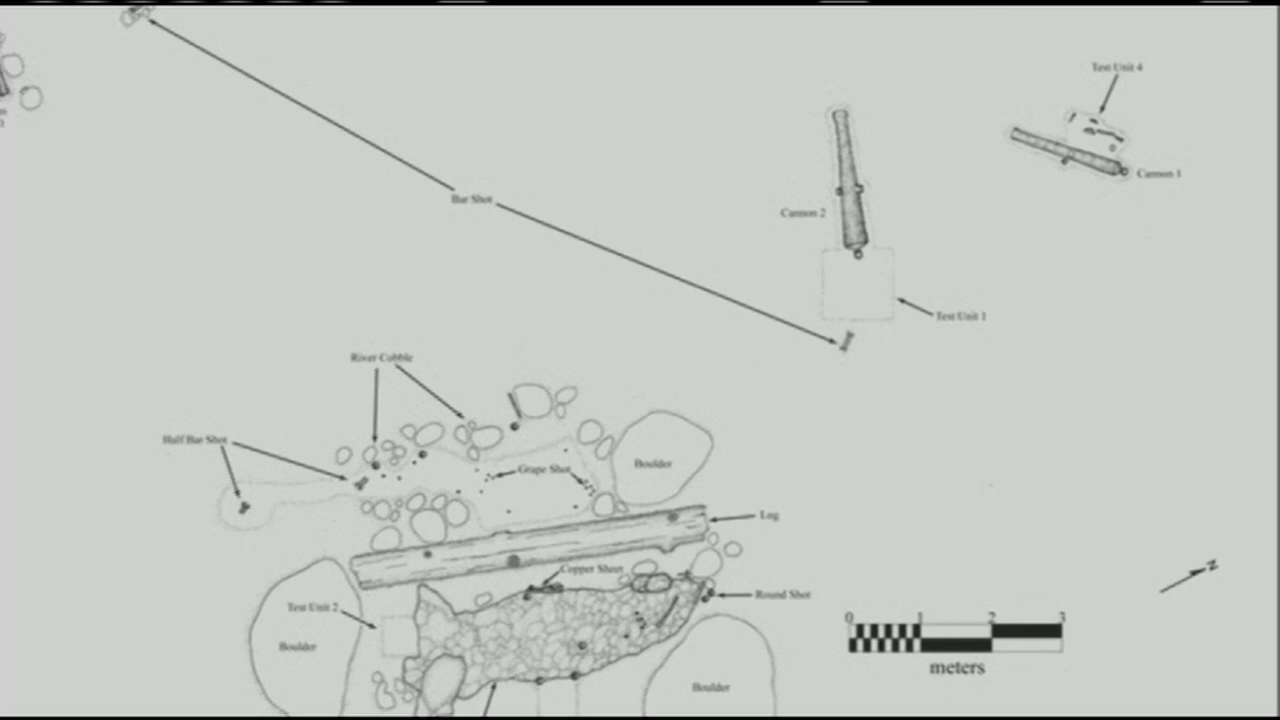 Test Unit 4
Cannon 1
Bar Shot
Cannon 2
Test Unit 1
River Cobble
Half Bar Shot
Grape Shot
Boulder
Log
Copper Sheet
Round Shot
Test Unit 2
Boulder
Boulder
N
0 1 2 3
meters